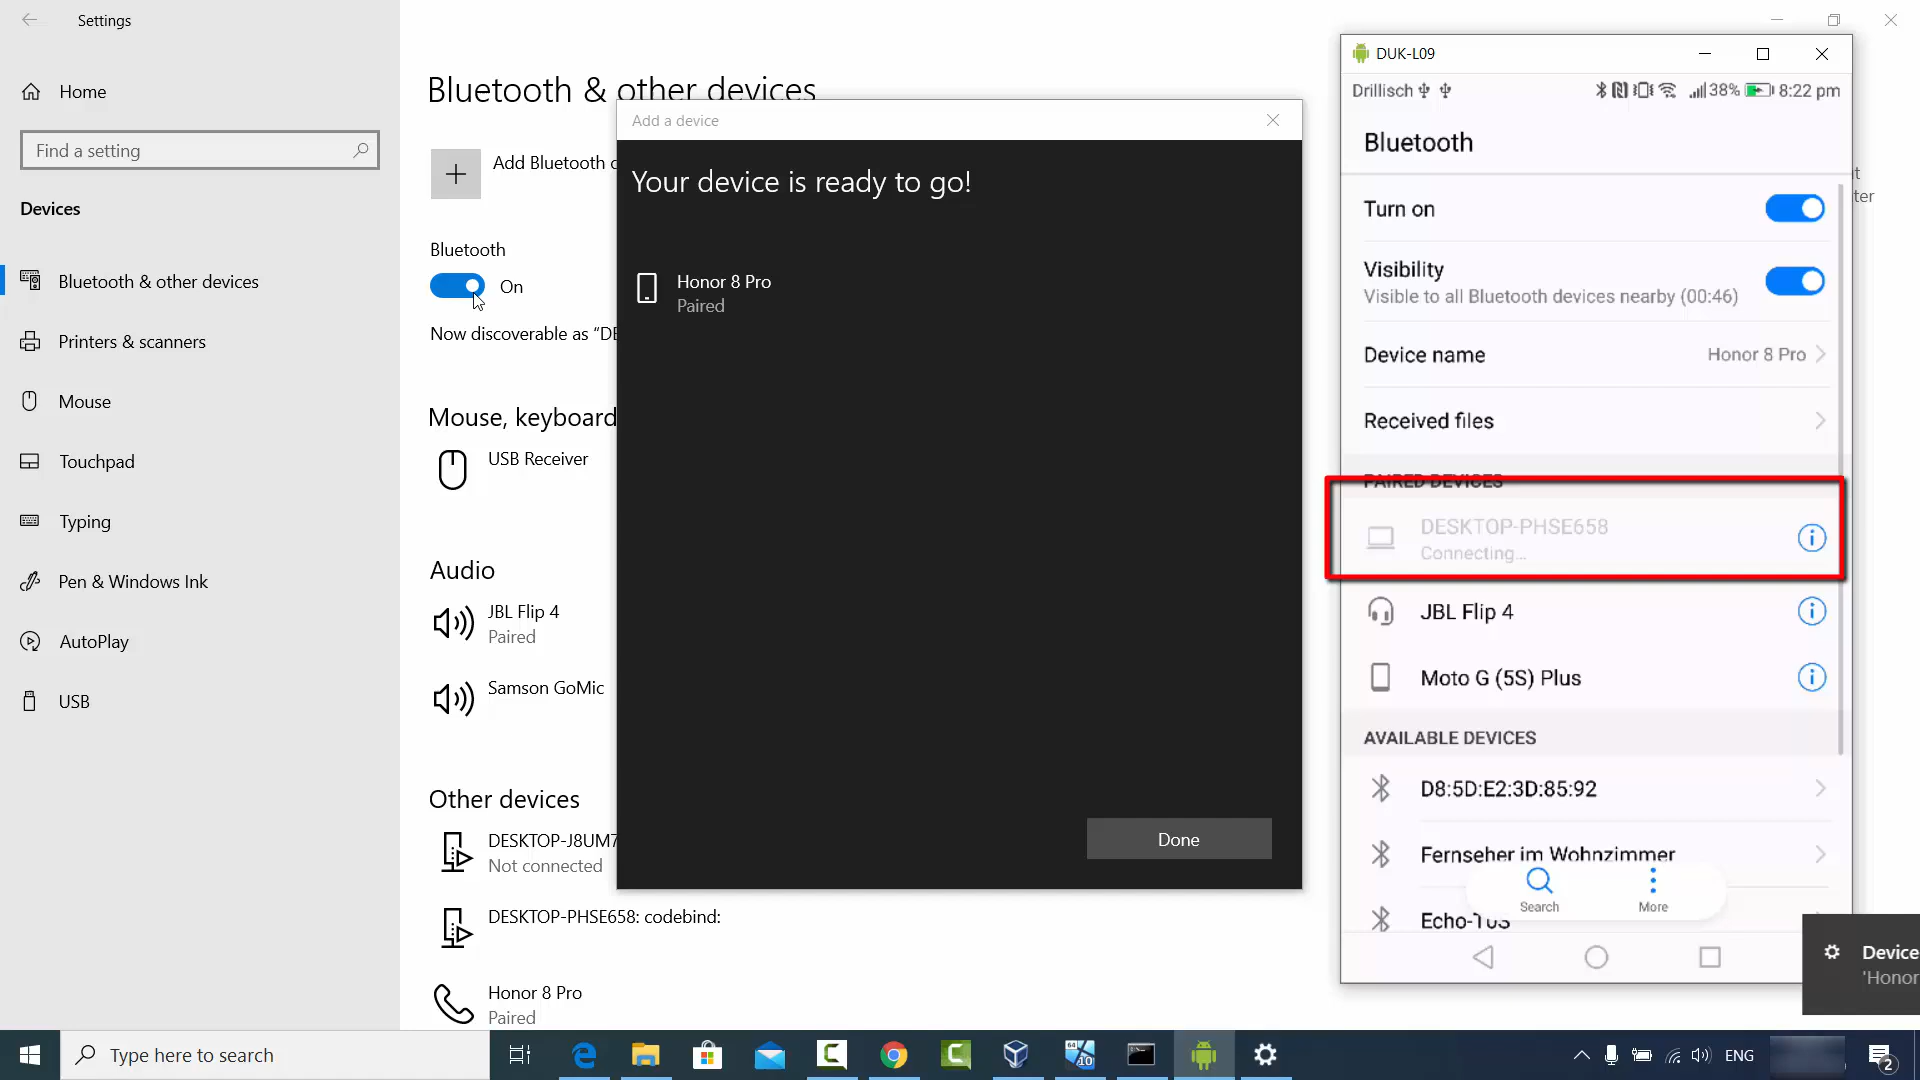 Settings
Home
Find a setting
Devices
Bluetooth & other devices
Printers & scanners
Mouse
Touchpad
Typing
Pen & Windows Ink
AutoPlay
USB
Bluetooth & other devices
Add Bluetooth
Bluetooth
On
Now discoverable as “DE
Mouse, keyboard
USB Receiver
Audio
JBL Flip 4
Paired
Samson GoMic
Other devices
DESKTOP-J8UM7
Not connected
DESKTOP-PHSE658: codebind:
Honor 8 Pro
Paired
Add a device
Your device is ready to go!
Honor 8 Pro
Paired
Done
DUK-L09
Drillisch 38% 8:22 pm
Bluetooth
Turn on
Visibility
Visible to all Bluetooth devices nearby (00:46)
Device name Honor 8 Pro
Received files
PAIRED DEVICES
DESKTOP-PHSE658
Connecting...
JBL Flip 4
Moto G (5S) Plus
AVAILABLE DEVICES
D8:5D:E2:3D:85:92
Fernseher im Wohnzimmer
Search More
Device
'Honor
Type here to search
64
10
ENG
2